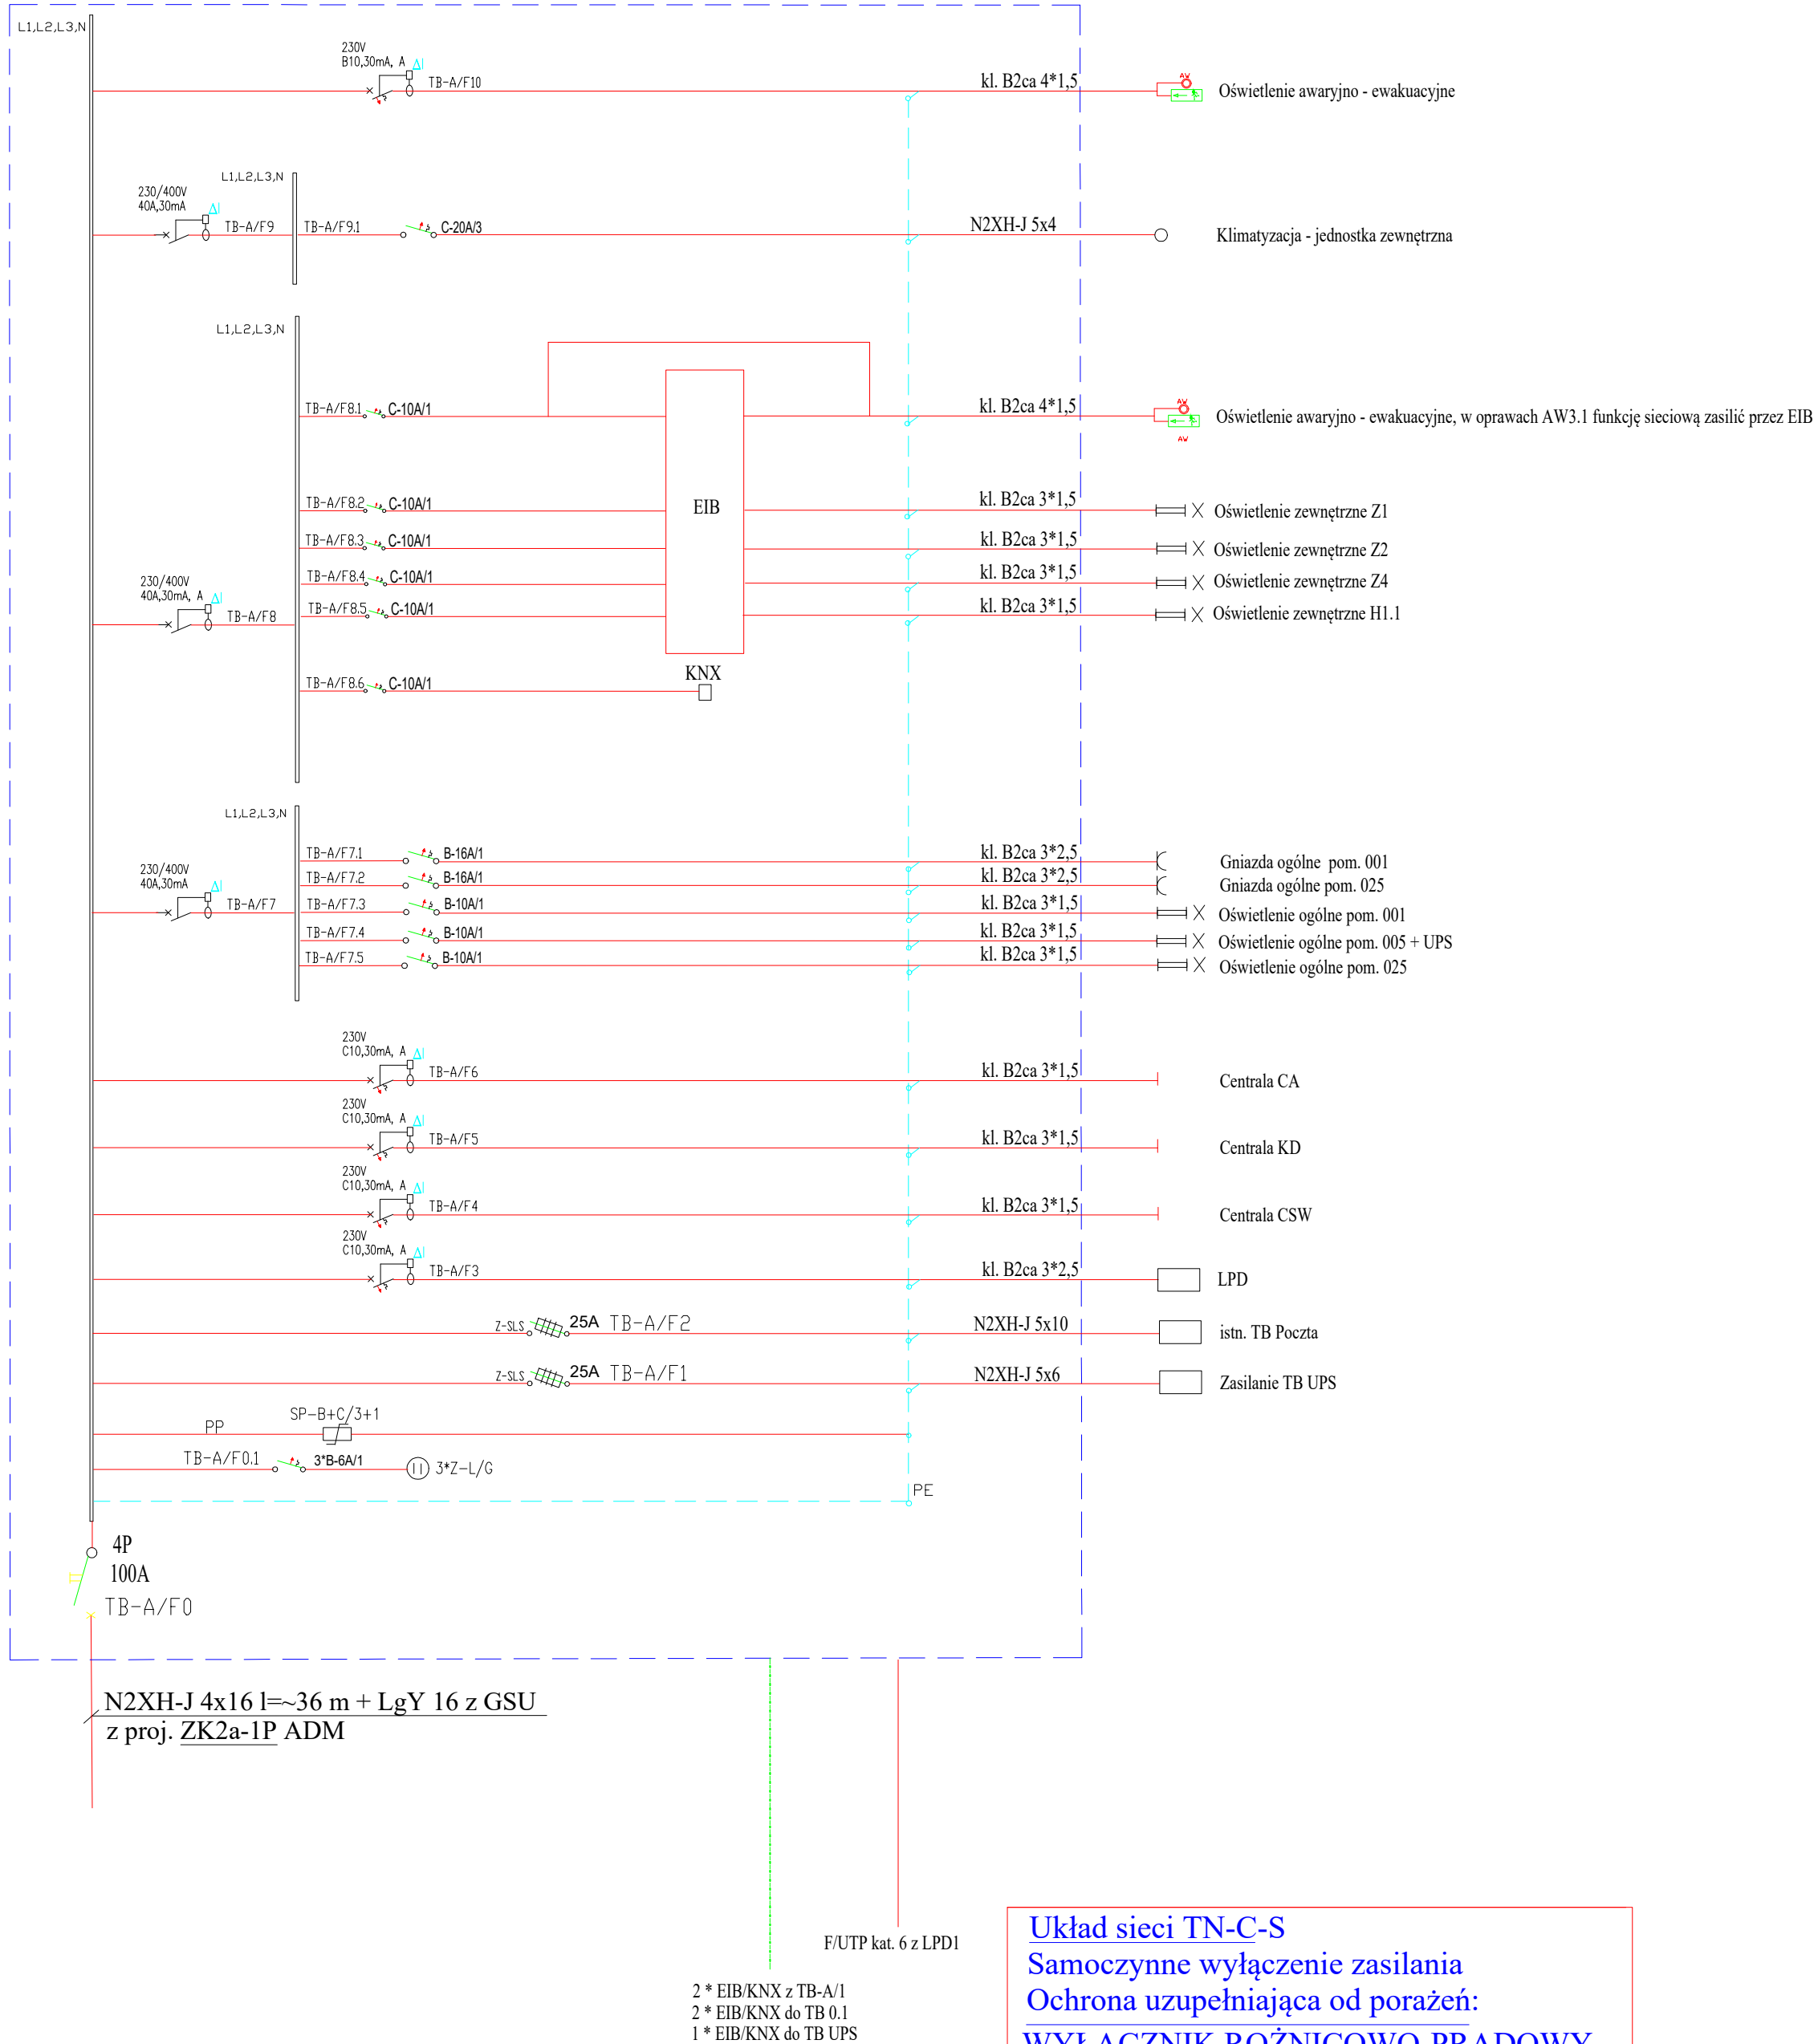 L1,L2,L3,N
230V
B10,30mA, A ΔI
TB-A/F10
kl. B2ca 4*1,5
AW
Oświetlenie awaryjno - ewakuacyjne
L1,L2,L3,N
230/400V
40A,30mA
ΔI
TB-A/F9
TB-A/F9.1
C-20A/3
N2XH-J 5x4
Klimatyzacja - jednostka zewnętrzna
L1,L2,L3,N
TB-A/F8.1
C-10A/1
kl. B2ca 4*1,5
AW
AW
Oświetlenie awaryjno - ewakuacyjne, w oprawach AW3.1 funkcję sieciową zasilić przez EIB
TB-A/F8.2
C-10A/1
EIB
kl. B2ca 3*1,5
Oświetlenie zewnętrzne Z1
TB-A/F8.3
C-10A/1
kl. B2ca 3*1,5
Oświetlenie zewnętrzne Z2
TB-A/F8.4
C-10A/1
kl. B2ca 3*1,5
Oświetlenie zewnętrzne Z4
230/400V
40A,30mA, A
ΔI
TB-A/F8
TB-A/F8.5
C-10A/1
kl. B2ca 3*1,5
Oświetlenie zewnętrzne H1.1
KNX
TB-A/F8.6
C-10A/1
L1,L2,L3,N
TB-A/F7.1
B-16A/1
kl. B2ca 3*2,5
Gniazda ogólne pom. 001
230/400V
40A,30mA
ΔI
TB-A/F7
TB-A/F7.2
B-16A/1
kl. B2ca 3*2,5
Gniazda ogólne pom. 025
TB-A/F7.3
B-10A/1
kl. B2ca 3*1,5
Oświetlenie ogólne pom. 001
TB-A/F7.4
B-10A/1
kl. B2ca 3*1,5
Oświetlenie ogólne pom. 005 + UPS
TB-A/F7.5
B-10A/1
kl. B2ca 3*1,5
Oświetlenie ogólne pom. 025
230V
C10,30mA, A ΔI
TB-A/F6
kl. B2ca 3*1,5
Centrala CA
230V
C10,30mA, A ΔI
TB-A/F5
kl. B2ca 3*1,5
Centrala KD
230V
C10,30mA, A ΔI
TB-A/F4
kl. B2ca 3*1,5
Centrala CSW
230V
C10,30mA, A ΔI
TB-A/F3
kl. B2ca 3*2,5
LPD
Z-SLS
25A TB-A/F2
N2XH-J 5x10
istn. TB Poczta
Z-SLS
25A TB-A/F1
N2XH-J 5x6
Zasilanie TB UPS
PP
SP-B+C/3+1
TB-A/F0.1
3*B-6A/1
3*Z-L/G
PE
4P
100A
TB-A/F0
N2XH-J 4x16 l=~36 m + LgY 16 z GSU
z proj. ZK2a-1P ADM
F/UTP kat. 6 z LPD1
2 * EIB/KNX z TB-A/1
2 * EIB/KNX do TB 0.1
1 * EIB/KNX do TB UPS
Układ sieci TN-C-S
Samoczynne wyłączenie zasilania
Ochrona uzupełniająca od porażeń:
WYŁĄCZNIK ROŻNICOWO-PRĄDOWY